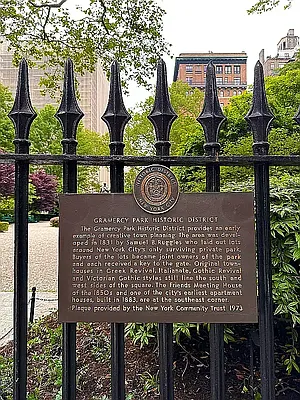 GRAMERCY PARK HISTORIC DISTRICT
The Gramercy Park Historic District provides an early
example of creative town planning. The area was devel-
oped in 1831 by Samuel B. Ruggles who laid out lots
around New York City's only surviving private park.
Buyers of the lots became joint owners of the park
and each received a key to the gate. Original town-
houses in Greek Revival, Italianate, Gothic Revival
and Victorian Gothic styles still line the south and
west sides of the square. The Friends Meeting House
of the 1850s and one of the city's earliest apartment
houses, built in 1883, are at the southeast corner.
Plaque provided by the New York Community Trust 1973